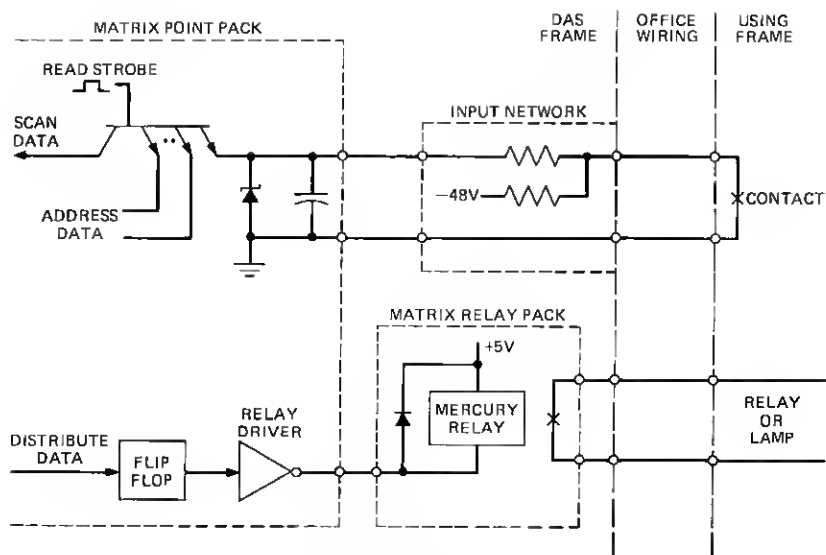 MATRIX POINT PACK
DAS
FRAME
OFFICE
WIRING
USING
FRAME
READ STROBE
SCAN
DATA
INPUT NETWORK
−48V
CONTACT
ADDRESS
DATA
MATRIX RELAY PACK
+5V
MERCURY
RELAY
RELAY
DRIVER
DISTRIBUTE
DATA
FLIP
FLOP
RELAY
OR
LAMP